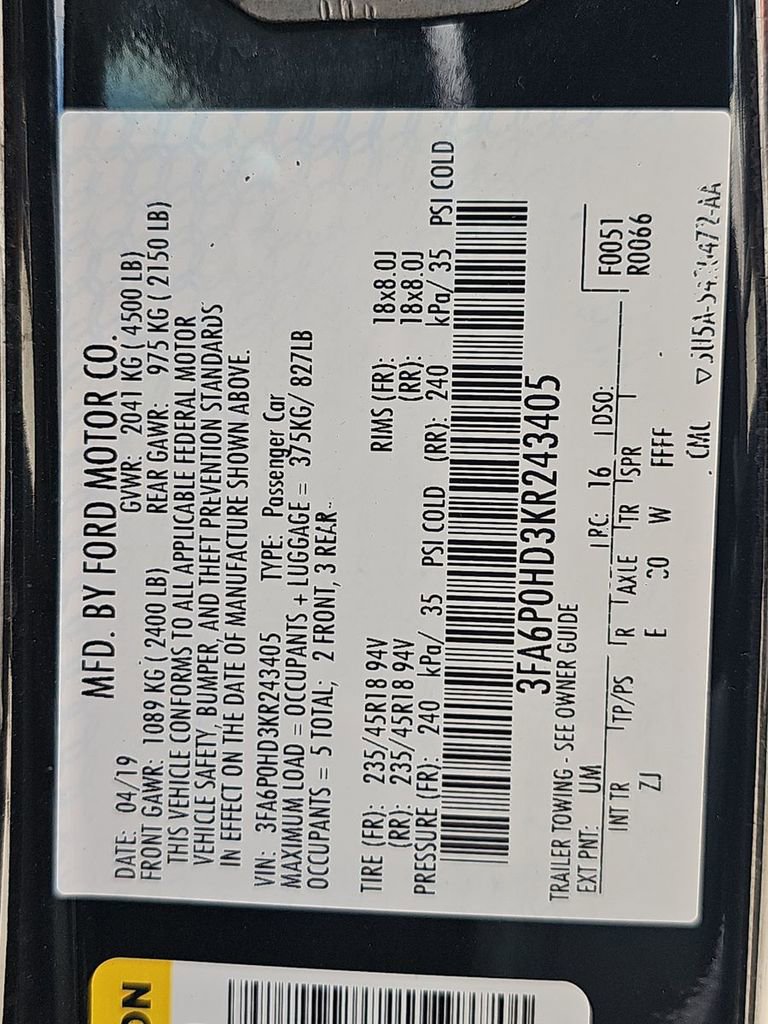 MFD. BY FORD MOTOR CO.
DATE: 04/19 GVWR: 2041 KG ( 4500 LB)
FRONT GAWR: 1089 KG ( 2400 LB) REAR GAWR: 975 KG ( 2150 LB)
THIS VEHICLE CONFORMS TO ALL APPLICABLE FEDERAL MOTOR
VEHICLE SAFETY, BUMPER, AND THEFT PREVENTION STANDARDS
IN EFFECT ON THE DATE OF MANUFACTURE SHOWN ABOVE.
VIN: 3FA6P0HD3KR243405 TYPE: Passenger Car
MAXIMUM LOAD = OCCUPANTS + LUGGAGE = 375KG/ 827LB
OCCUPANTS = 5 TOTAL; 2 FRONT, 3 REAR
TIRE (FR): 235/45R18 94V RIMS (FR): 18x8.0J
(RR): 235/45R18 94V (RR): 18x8.0J
PRESSURE (FR): 240 kPa/ 35 PSI COLD (RR): 240 kPa/ 35 PSI COLD
3FA6P0HD3KR243405
TRAILER TOWING - SEE OWNER GUIDE
EXT PNT: UM RC: 16 DSO: F0051
R0066
INT TR TP/PS R AXLE TR SPR
ZJ E W FFFF
CML
ON